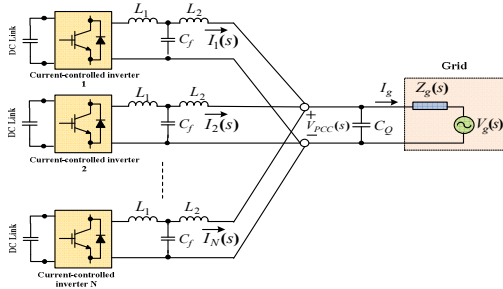 DC Link
L1 L2
Cf I1(s)
Current-controlled inverter
1
DC Link
L1 L2
Cf I2(s)
Current-controlled inverter
2
DC Link
L1 L2
Cf IN(s)
Current-controlled
inverter N
+
VPCC(s)
−
CQ
Ig
Grid
Zg(s)
Vg(s)